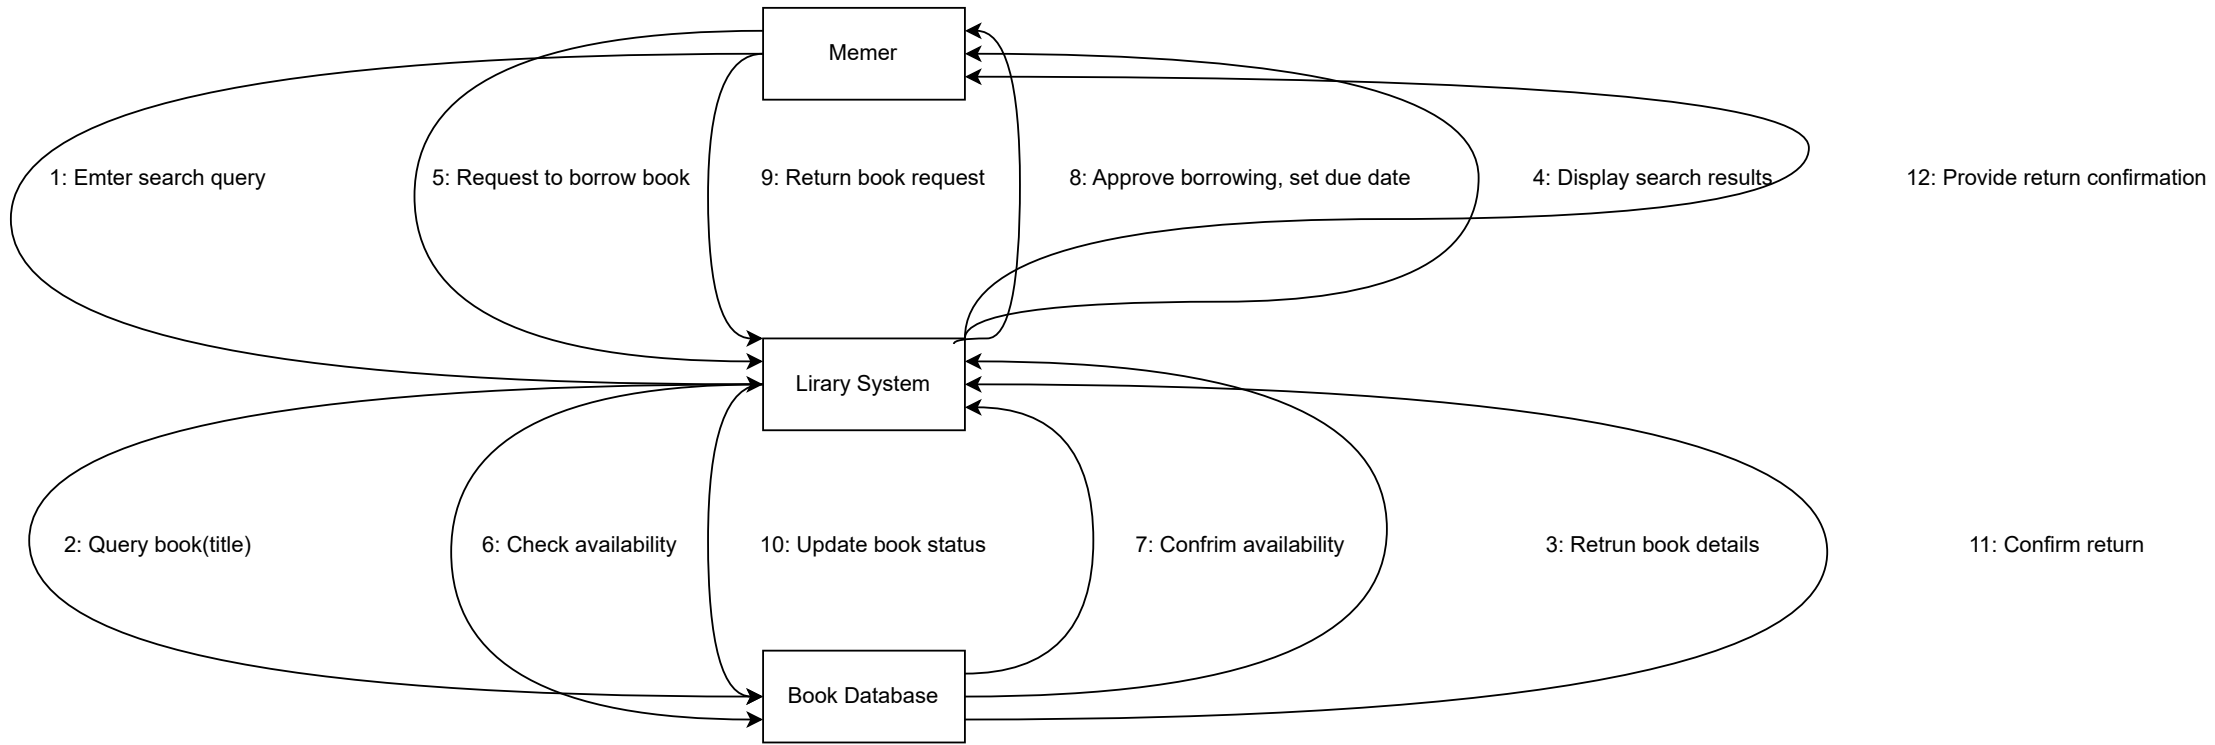 Memer
1: Emter search query
5: Request to borrow book
9: Return book request
8: Approve borrowing, set due date
4: Display search results
12: Provide return confirmation
Lirary System
2: Query book(title)
6: Check availability
10: Update book status
7: Confrim availability
3: Retrun book details
11: Confirm return
Book Database